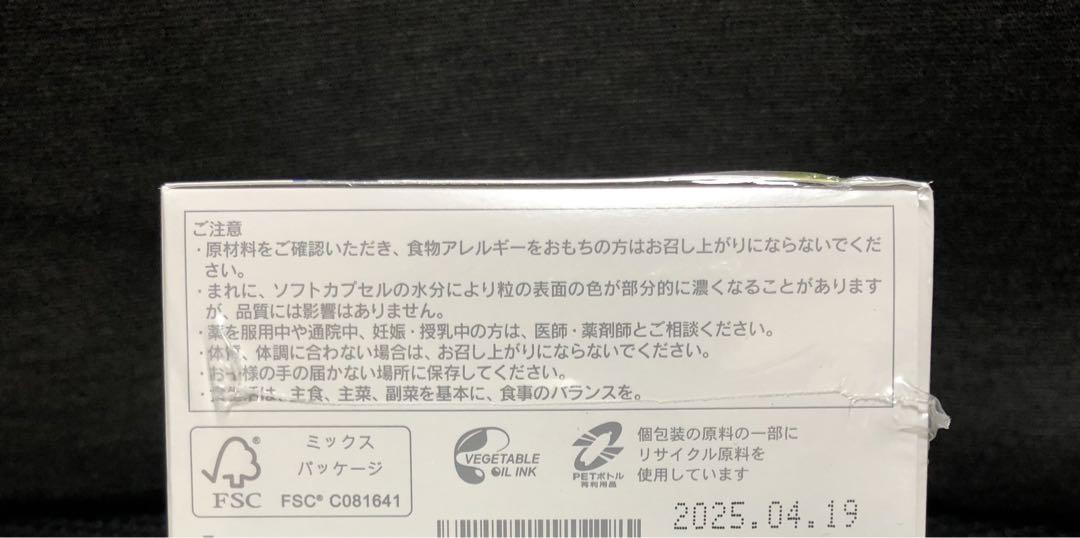 ご注意
・原材料をご確認いただき、食物アレルギーをおもちの方はお召し上がりにならないでくだ
さい。
・まれに、ソフトカプセルの水分により粒の表面の色が部分的に濃くなることがあります
が、品質には影響はありません。
・薬を服用中や通院中、妊娠・授乳中の方は、医師・薬剤師とご相談ください。
・体質、体調に合わない場合は、お召し上がりにならないでください。
・お子様の手の届かない場所に保存してください。
・食生活は、主食、主菜、副菜を基本に、食事のバランスを。
FSC
ミックス
パッケージ
FSC® C081641
VEGETABLE
OIL INK
PETボトル
再利用品
個包装の原料の一部に
リサイクル原料を
使用しています
2025.04.19